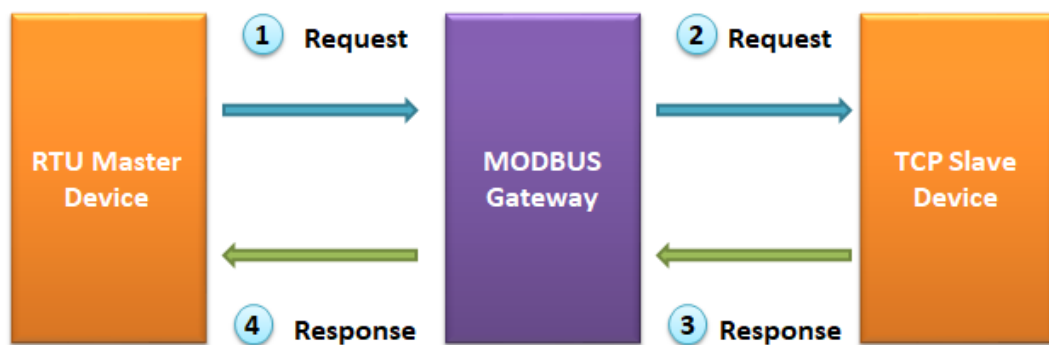 1 Request
2 Request
RTU Master
Device
MODBUS
Gateway
TCP Slave
Device
4 Response
3 Response